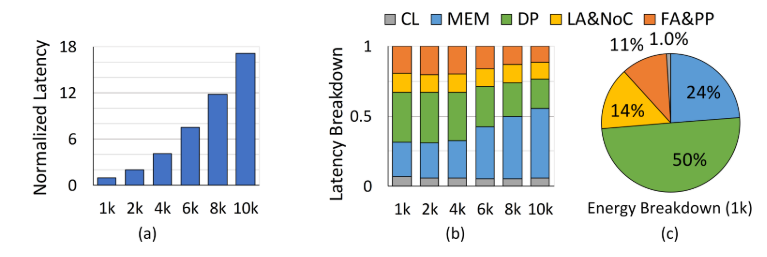 CL MEM DP LA&NoC FA&PP
Normalized Latency
18
12
6
0
1k 2k 4k 6k 8k 10k
(a)
Latency Breakdown
1
0.5
0
1k 2k 4k 6k 8k 10k
(b)
11% 1.0%
24%
14%
50%
Energy Breakdown (1k)
(c)